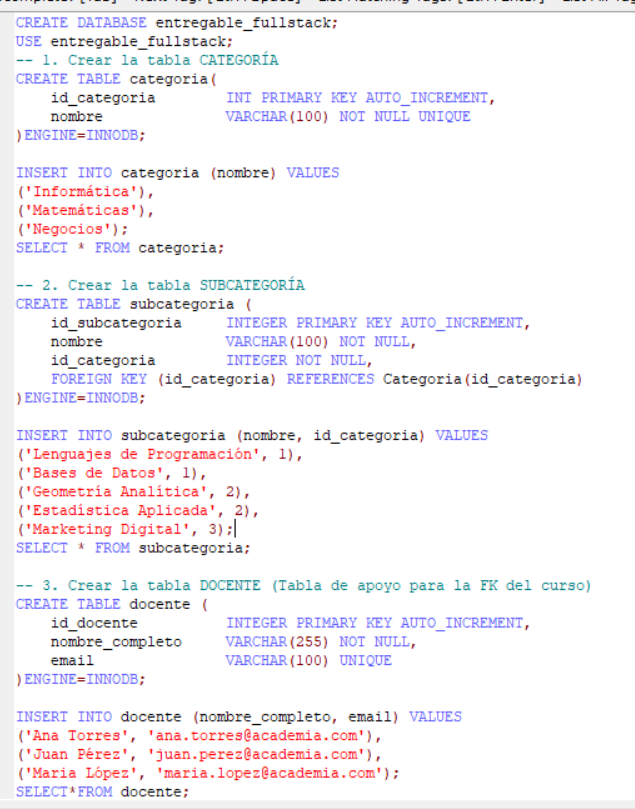 CREATE DATABASE entregable_fullstack;
USE entregable_fullstack;
-- 1. Crear la tabla CATEGORÍA
CREATE TABLE categoria(
    id_categoria        INT PRIMARY KEY AUTO_INCREMENT,
    nombre              VARCHAR(100) NOT NULL UNIQUE
)ENGINE=INNODB;

INSERT INTO categoria (nombre) VALUES
('Informática'),
('Matemáticas'),
('Negocios');
SELECT * FROM categoria;

-- 2. Crear la tabla SUBCATEGORÍA
CREATE TABLE subcategoria (
    id_subcategoria     INTEGER PRIMARY KEY AUTO_INCREMENT,
    nombre              VARCHAR(100) NOT NULL,
    id_categoria        INTEGER NOT NULL,
    FOREIGN KEY (id_categoria) REFERENCES Categoria(id_categoria)
)ENGINE=INNODB;

INSERT INTO subcategoria (nombre, id_categoria) VALUES
('Lenguajes de Programación', 1),
('Bases de Datos', 1),
('Geometría Analítica', 2),
('Estadística Aplicada', 2),
('Marketing Digital', 3);
SELECT * FROM subcategoria;

-- 3. Crear la tabla DOCENTE (Tabla de apoyo para la FK del curso)
CREATE TABLE docente (
    id_docente          INTEGER PRIMARY KEY AUTO_INCREMENT,
    nombre_completo     VARCHAR(255) NOT NULL,
    email               VARCHAR(100) UNIQUE
)ENGINE=INNODB;

INSERT INTO docente (nombre_completo, email) VALUES
('Ana Torres', 'ana.torres@academia.com'),
('Juan Pérez', 'juan.perez@academia.com'),
('Maria López', 'maria.lopez@academia.com');
SELECT*FROM docente;